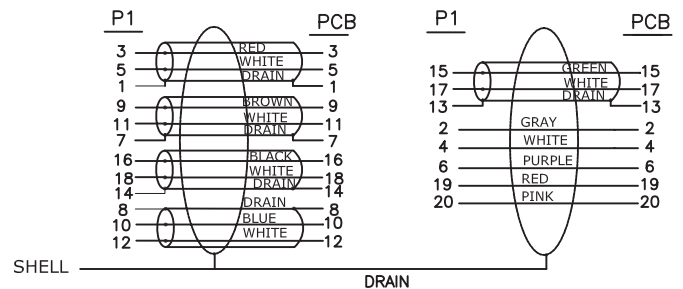 P1 PCB P1 PCB
3 RED 3
5 WHITE 5
1 DRAIN 1
9 BROWN 9
11 WHITE 11
7 DRAIN 7
16 BLACK 16
18 WHITE 18
14 DRAIN 14
8 DRAIN 8
10 BLUE 10
12 WHITE 12
15 GREEN 15
17 WHITE 17
13 DRAIN 13
2 GRAY 2
4 WHITE 4
6 PURPLE 6
19 RED 19
20 PINK 20
SHELL
DRAIN